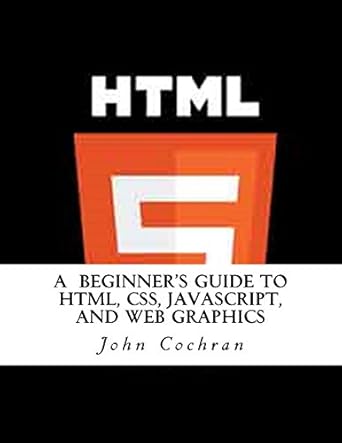 HTML
5
A BEGINNER'S GUIDE TO
HTML, CSS, JAVASCRIPT,
AND WEB GRAPHICS
John Cochran